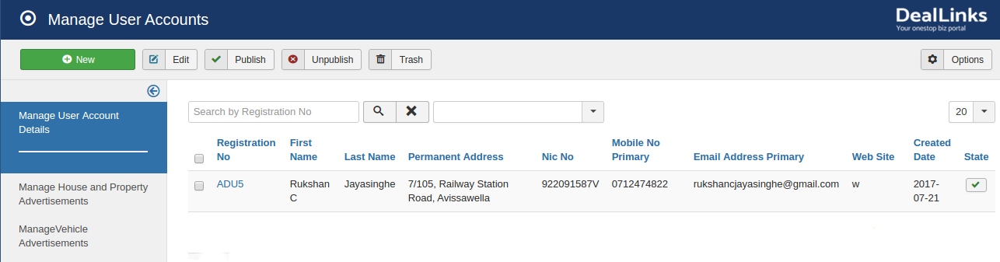 Manage User Accounts
DealLinks
Your onestop biz portal
New
Edit
Publish
Unpublish
Trash
Options
Manage User Account
Details
Manage House and Property
Advertisements
ManageVehicle
Advertisements
Search by Registration No
20
Registration
No
First
Name
Last Name
Permanent Address
Nic No
Mobile No
Primary
Email Address Primary
Web Site
Created
Date
State
ADU5
Rukshan
C
Jayasinghe
7/105, Railway Station
Road, Avissawella
922091587V
0712474822
rukshancjayasinghe@gmail.com
w
2017-
07-21